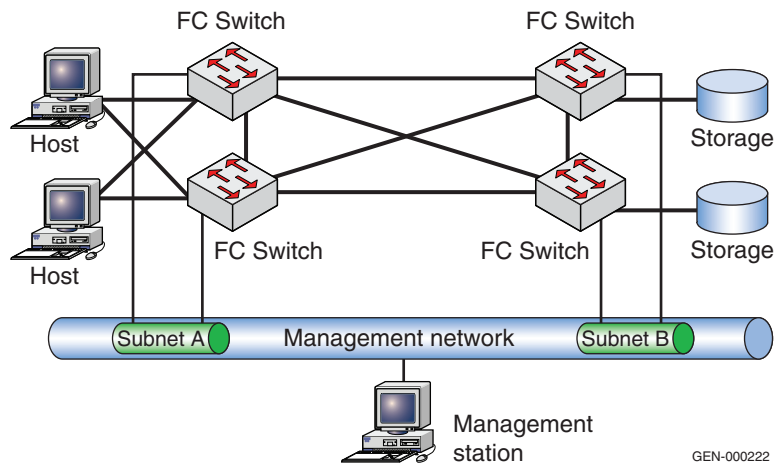 FC Switch
FC Switch
Host
Storage
Host
FC Switch
FC Switch
Storage
Subnet A
Management network
Subnet B
Management
station
GEN-000222